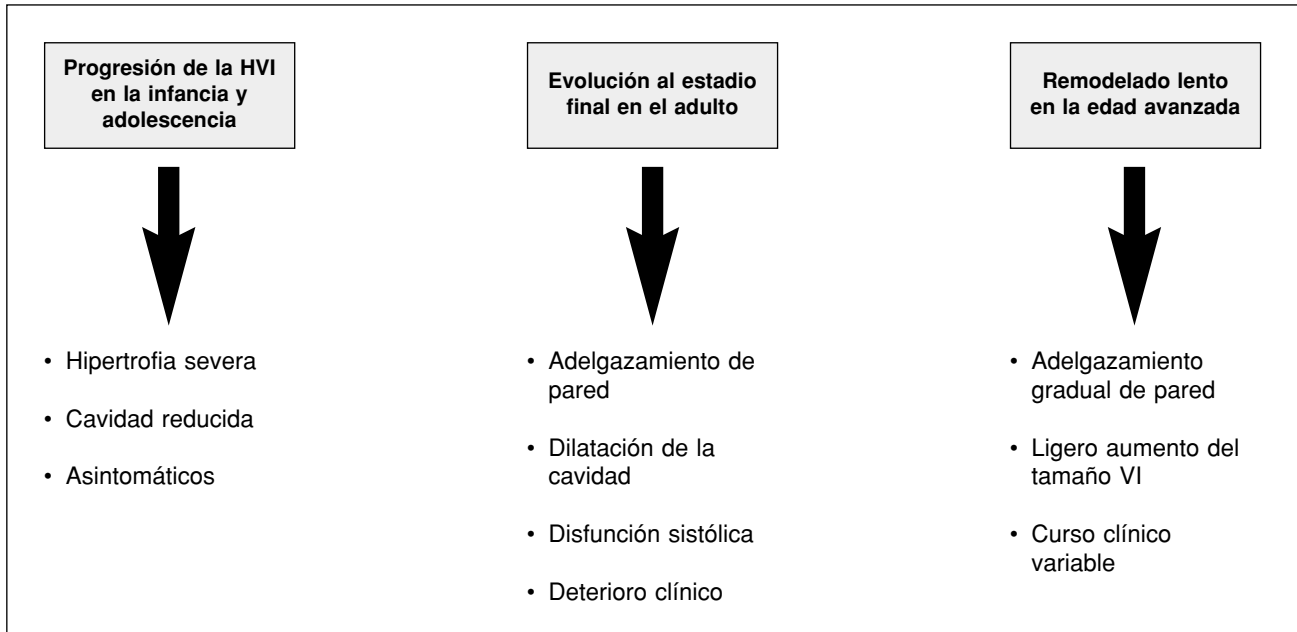 Progresión de la HVI
en la infancia y
adolescencia
• Hipertrofia severa
• Cavidad reducida
• Asintomáticos
Evolución al estadio
final en el adulto
• Adelgazamiento de
pared
• Dilatación de la
cavidad
• Disfunción sistólica
• Deterioro clínico
Remodelado lento
en la edad avanzada
• Adelgazamiento
gradual de pared
• Ligero aumento del
tamaño VI
• Curso clínico
variable